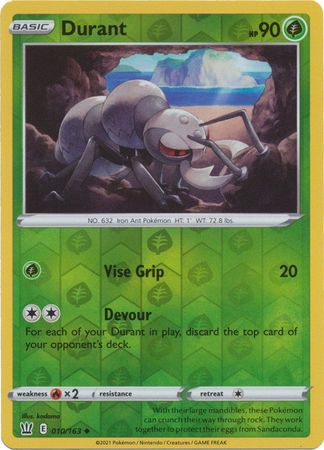 BASIC Durant HP 90
NO. 632 Iron Ant Pokémon HT: 1' WT: 72.8 lbs.
Vise Grip 20
Devour
For each of your Durant in play, discard the top card
of your opponent's deck.
weakness ×2 resistance retreat
Illus. kodama
With their large mandibles, these Pokémon
E 010/163
can crunch their way through rock. They work
together to protect their eggs from Sandaconda.
©2021 Pokémon / Nintendo / Creatures / GAME FREAK